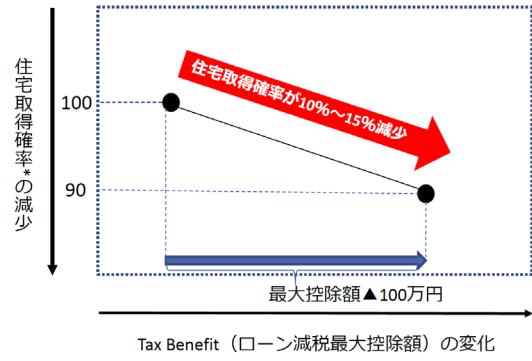 住宅取得確率*の減少
住宅取得確率が10%～15%減少
100
90
最大控除額▲100万円
Tax Benefit（ローン減税最大控除額）の変化